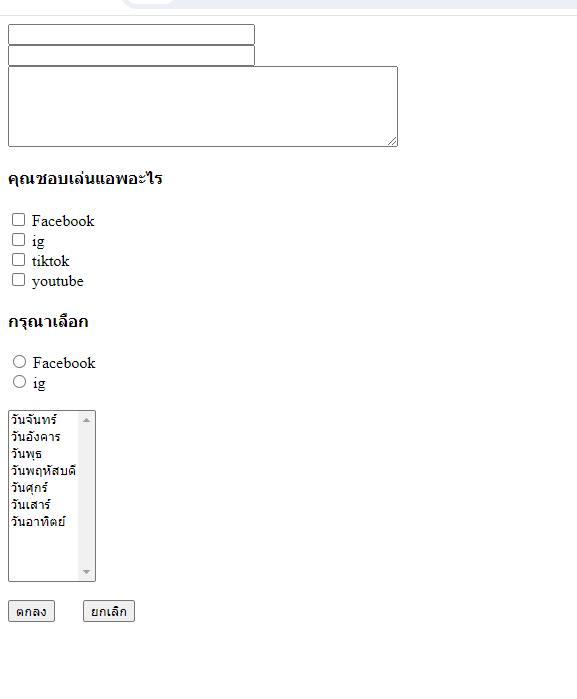 คุณชอบเล่นแอพอะไร
Facebook
ig
tiktok
youtube
กรุณาเลือก
Facebook
ig
วันจันทร์
วันอังคาร
วันพุธ
วันพฤหัสบดี
วันศุกร์
วันเสาร์
วันอาทิตย์
ตกลง ยกเลิก